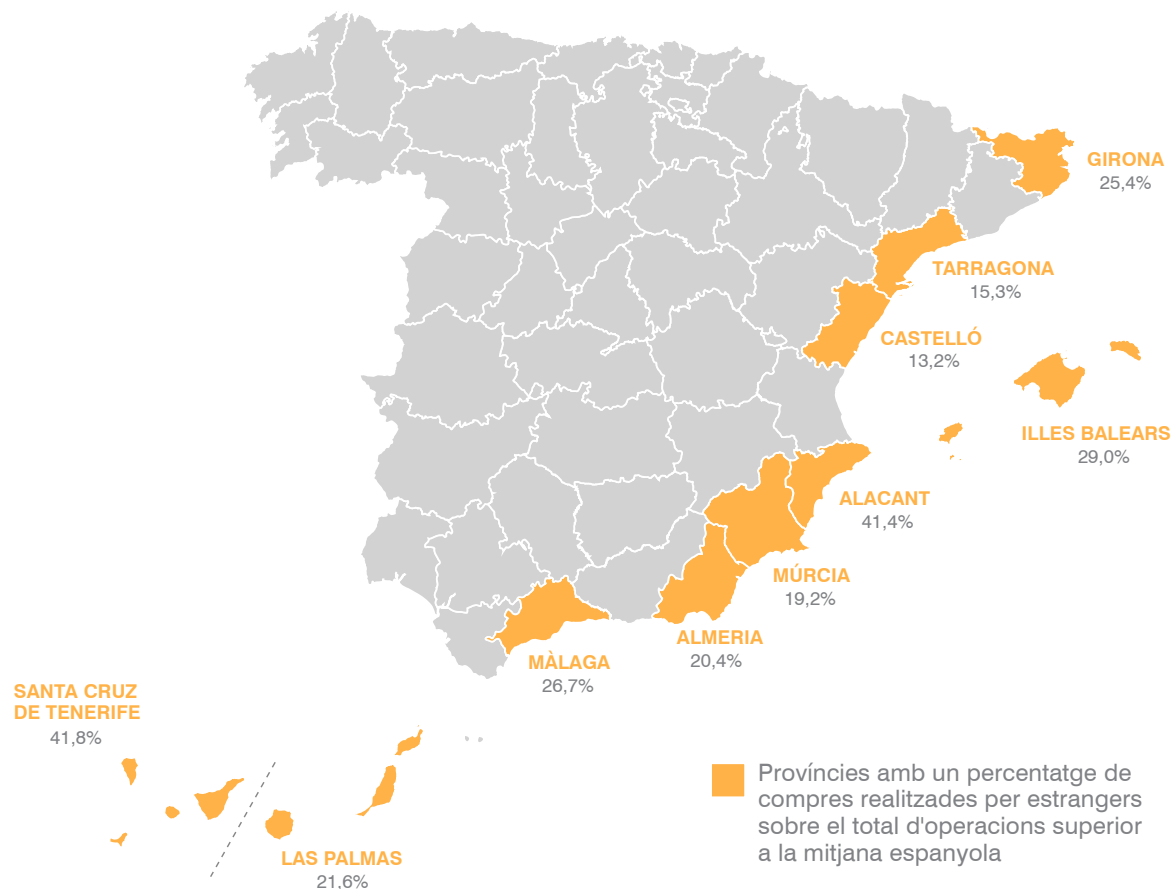 GIRONA
25,4%
TARRAGONA
15,3%
CASTELLÓ
13,2%
ILLES BALEARS
29,0%
ALACANT
41,4%
MÚRCIA
19,2%
ALMERIA
20,4%
MÀLAGA
26,7%
SANTA CRUZ
DE TENERIFE
41,8%
LAS PALMAS
21,6%
Províncies amb un percentatge de
compres realitzades per estrangers
sobre el total d'operacions superior
a la mitjana espanyola